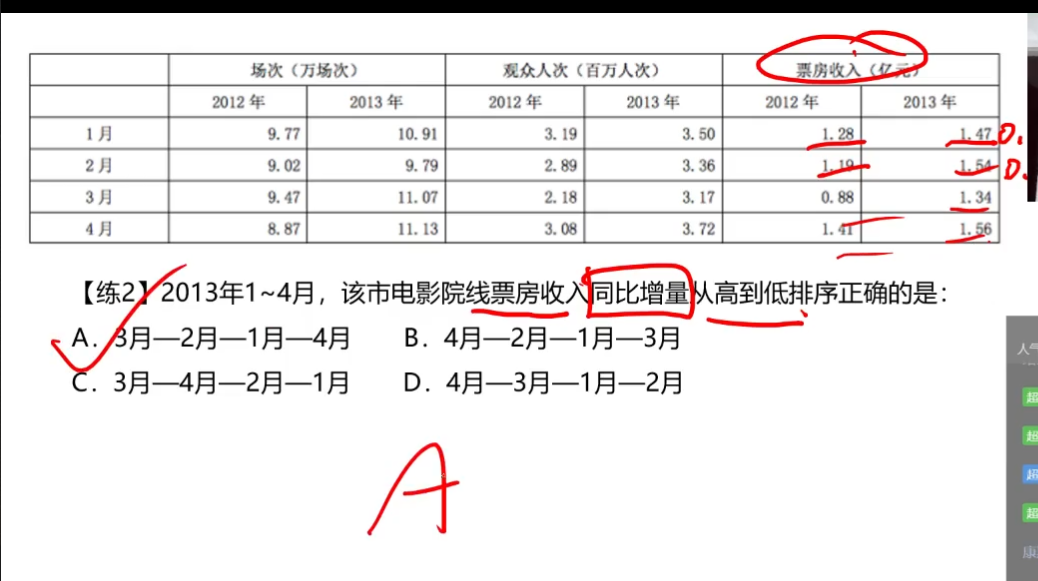 场次（万场次） 观众人次（百万人次） 票房收入（亿元）
2012 年 2013 年 2012 年 2013 年 2012 年 2013 年
1 月 9.77 10.91 3.19 3.50 1.28 1.47 0.
2 月 9.02 9.79 2.89 3.36 1.19 1.54 0.
3 月 9.47 11.07 2.18 3.17 0.88 1.34
4 月 8.87 11.13 3.08 3.72 1.41 1.56
【练2】2013年1~4月，该市电影院线票房收入同比增量从高到低排序正确的是：
A．3月—2月—1月—4月 B．4月—2月—1月—3月
C．3月—4月—2月—1月 D．4月—3月—1月—2月
A
人气
超
超
超
超
康